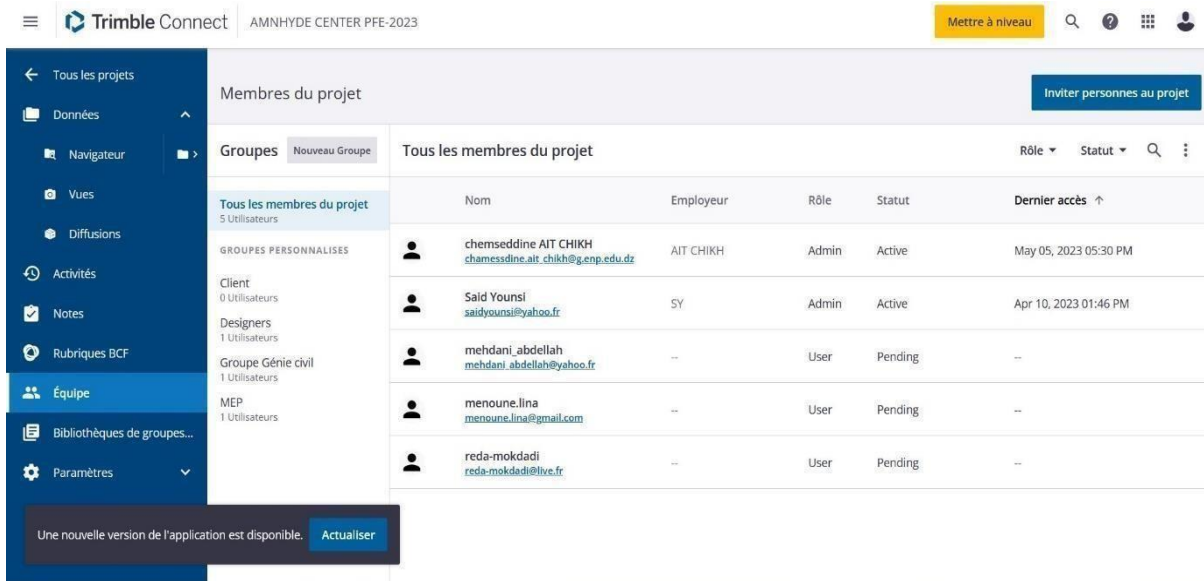 Trimble Connect AMNHYDE CENTER PFE-2023 Mettre à niveau
Tous les projets
Données
Navigateur
Vues
Diffusions
Activités
Notes
Rubriques BCF
Équipe
Bibliothèques de groupes...
Paramètres
Membres du projet Inviter personnes au projet
Groupes Nouveau Groupe
Tous les membres du projet
5 Utilisateurs
GROUPES PERSONNALISES
Client
0 Utilisateurs
Designers
1 Utilisateurs
Groupe Génie civil
1 Utilisateurs
MEP
1 Utilisateurs
Tous les membres du projet Rôle Statut
Nom Employeur Rôle Statut Dernier accès ↑
chemseddine AIT CHIKH AIT CHIKH Admin Active May 05, 2023 05:30 PM
chamessdine.ait_chikh@g.enp.edu.dz
Said Younsi SY Admin Active Apr 10, 2023 01:46 PM
saidyounsi@yahoo.fr
mehdani_abdellah -- User Pending --
mehdani_abdellah@yahoo.fr
menoune.lina -- User Pending --
menoune.lina@gmail.com
reda-mokdadi -- User Pending --
reda-mokdadi@live.fr
Une nouvelle version de l'application est disponible. Actualiser